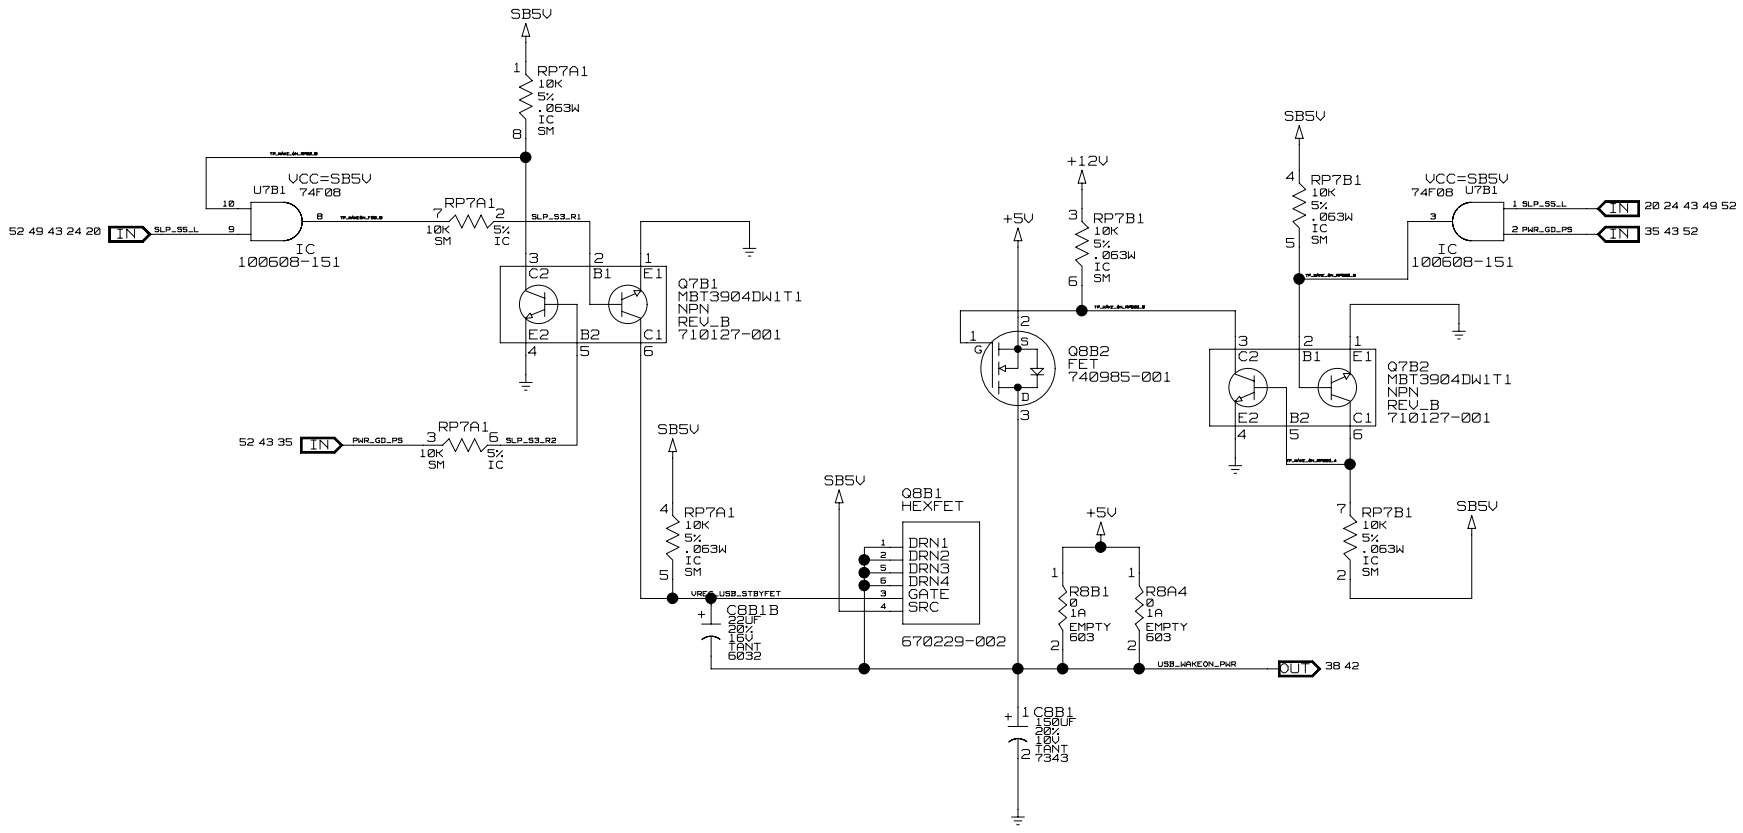 SB5V
1
RP7A1
10K
5%
.063W
IC
SM
8
VCC=SB5V
U7B1
74F08
10
9
8
IC
100608-151
52 49 43 24 20
IN
SLP_S5_L
RP7A1
7
2
10K
5%
SM
IC
SLP_S3_R1
3
2
1
C2
B1
E1
E2
B2
C1
4
5
6
Q7B1
MBT3904DW1T1
NPN
REV_B
710127-001
52 43 35
IN
PWR_GD_PS
RP7A1
3
6
10K
5%
SM
IC
SLP_S3_R2
SB5V
4
RP7A1
10K
5%
.063W
IC
SM
5
VREG_USB_STBYFET
+
C8B1B
22UF
20%
16V
TANT
6032
SB5V
Q8B1
HEXFET
1 DRN1
2 DRN2
5 DRN3
6 DRN4
3 GATE
4 SRC
670229-002
+5V
2
S
1
G
D
3
Q8B2
FET
740985-001
+12V
3
RP7B1
10K
5%
.063W
IC
SM
6
+5V
1
R8B1
0
1A
EMPTY
603
2
1
R8A4
0
1A
EMPTY
603
2
USB_WAKEON_PWR
OUT
38 42
+
1
C8B1
150UF
20%
10V
TANT
7343
2
SB5V
4
RP7B1
10K
5%
.063W
IC
SM
5
VCC=SB5V
74F08
U7B1
3
1 SLP_S5_L
IN
20 24 43 49 52
2 PWR_GD_PS
IN
35 43 52
IC
100608-151
3
2
1
C2
B1
E1
E2
B2
C1
4
5
6
Q7B2
MBT3904DW1T1
NPN
REV_B
710127-001
7
RP7B1
10K
5%
.063W
IC
SM
2
SB5V